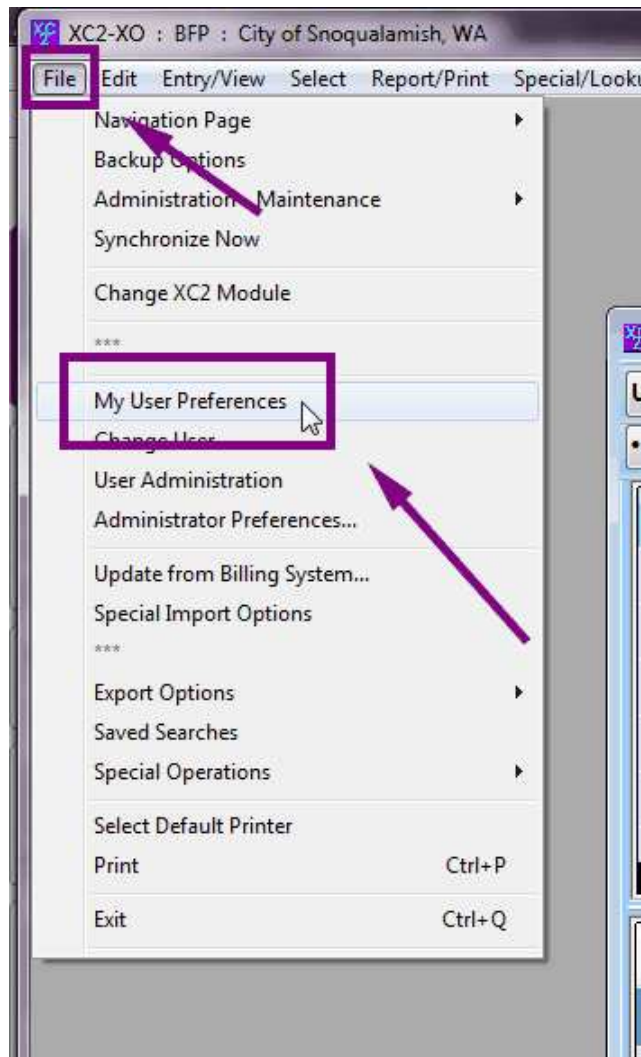 XC2-XO : BFP : City of Snoqualamish, WA
File Edit Entry/View Select Report/Print
Navigation Page
Backup Options
Administration Maintenance
Synchronize Now
Change XC2 Module
***
My User Preferences
Change User
User Administration
Administrator Preferences...
Update from Billing System...
Special Import Options
***
Export Options
Saved Searches
Special Operations
Select Default Printer
Print Ctrl+P
Exit Ctrl+Q